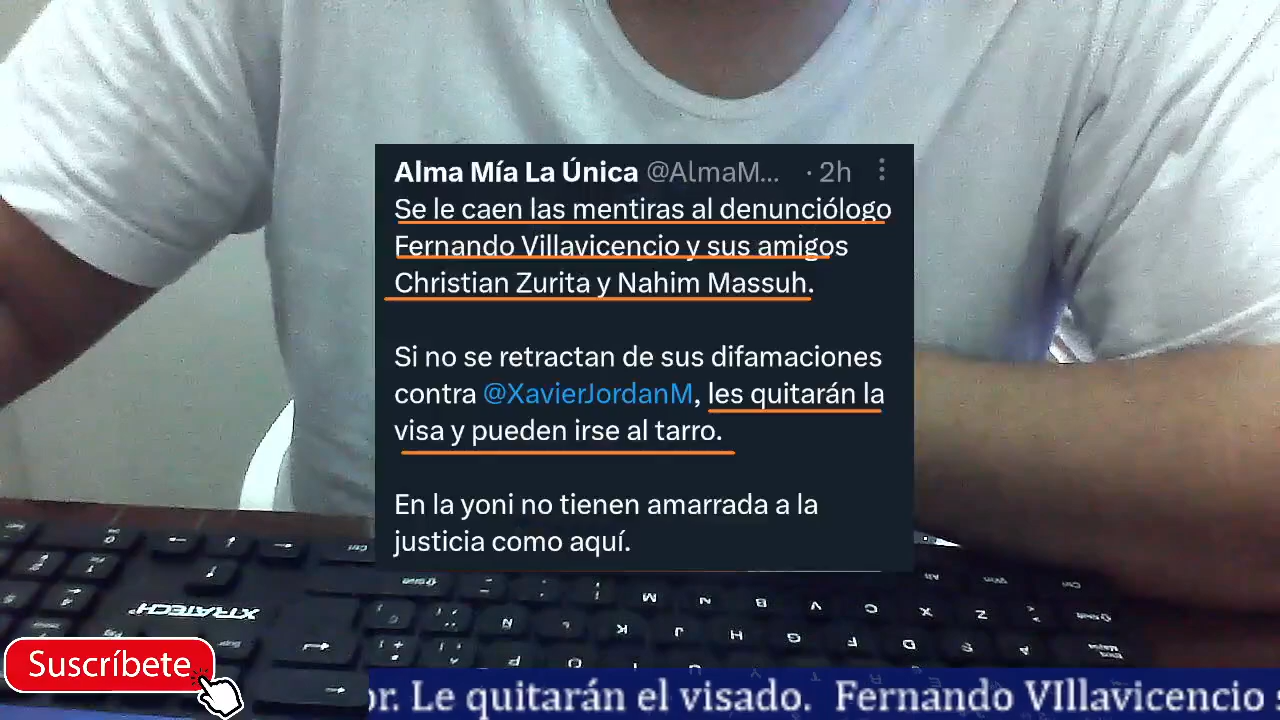 Alma Mía La Única @AlmaM... · 2h
Se le caen las mentiras al denunciólogo
Fernando Villavicencio y sus amigos
Christian Zurita y Nahim Massuh.
Si no se retractan de sus difamaciones
contra @XavierJordanM, les quitarán la
visa y pueden irse al tarro.
En la yoni no tienen amarrada a la
justicia como aquí.
XTRATECH
Suscríbete
or. Le quitarán el visado. Fernando VIllavicencio